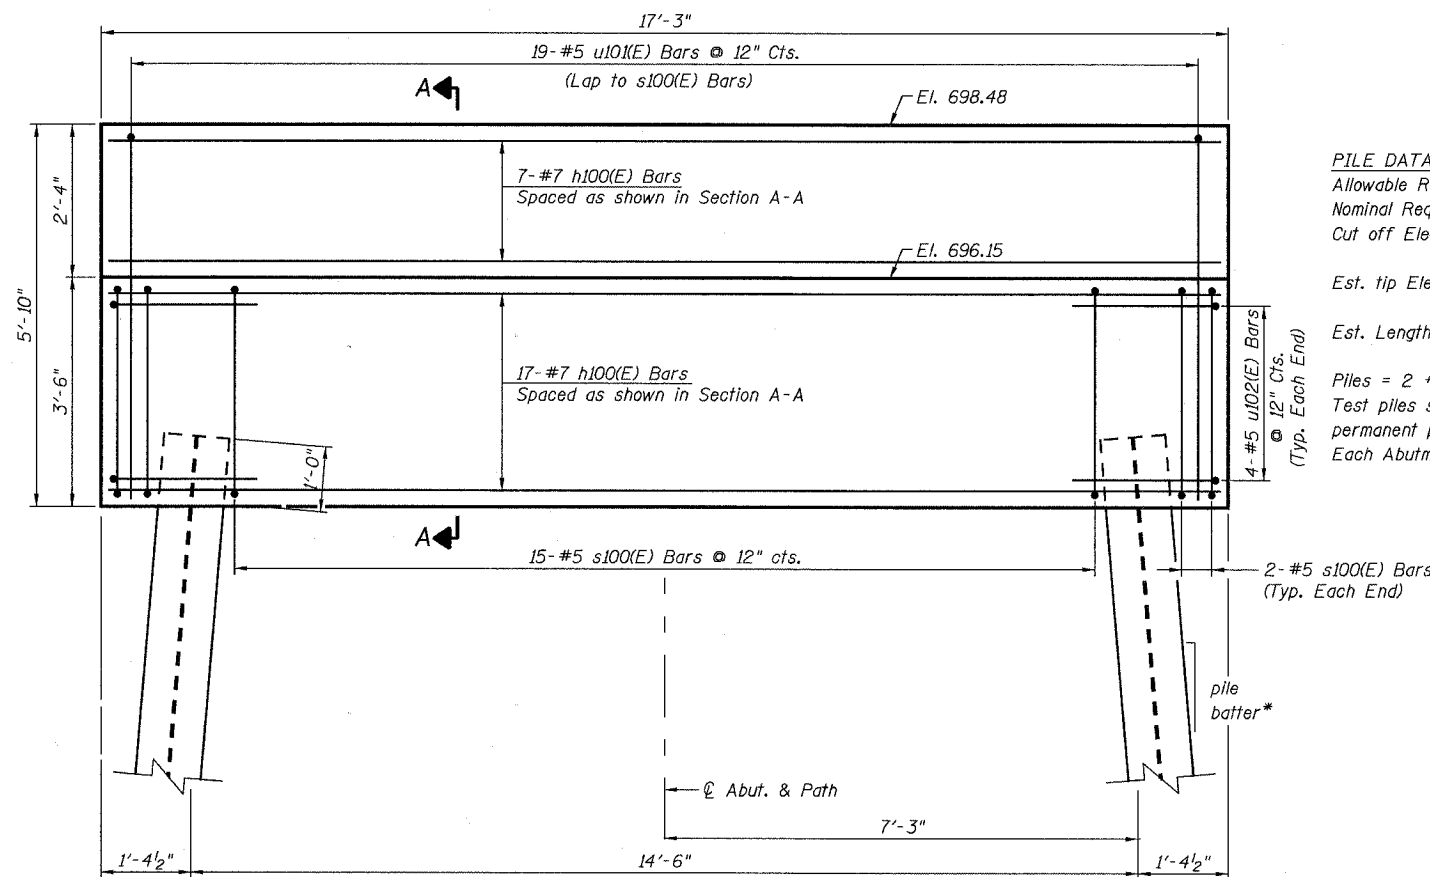 17'-3"
19-#5 u101(E) Bars @ 12" Cts.
(Lap to s100(E) Bars)
A
El. 698.48
7-#7 h100(E) Bars
Spaced as shown in Section A-A
2'-4"
El. 696.15
5'-10"
3'-6"
17-#7 h100(E) Bars
Spaced as shown in Section A-A
1'-0"
4-#5 u102(E) Bars
@ 12" Cts.
(Typ. Each End)
A
15-#5 s100(E) Bars @ 12" cts.
2-#5 s100(E) Bars
(Typ. Each End)
pile
batter*
℄ Abut. & Path
7'-3"
1'-4½"
14'-6"
1'-4½"
PILE DATA
Allowable R
Nominal Req
Cut off Ele
Est. tip Ele
Est. Length
Piles = 2 +
Test piles s
permanent p
Each Abutm